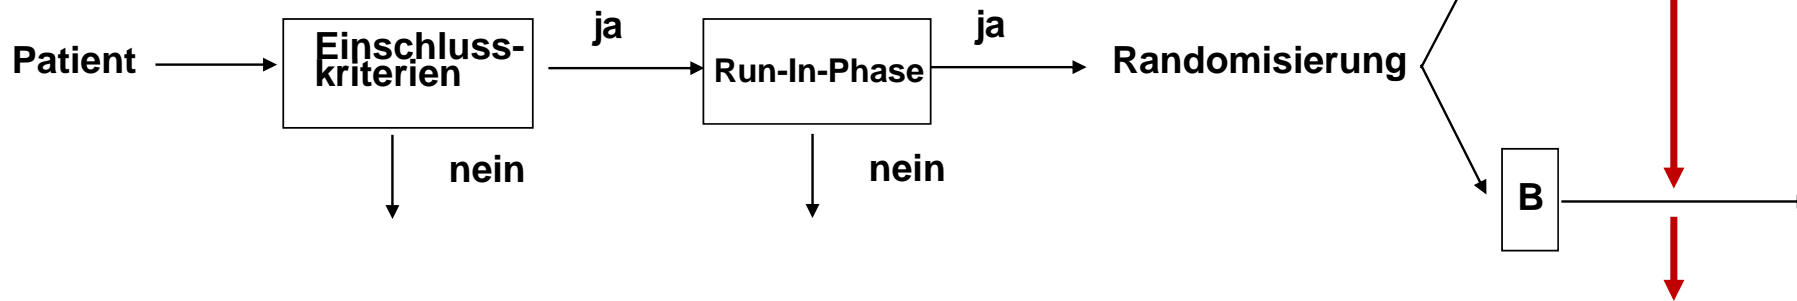 Patient
Einschluss-
kriterien
ja
Run-In-Phase
ja
Randomisierung
nein
nein
B